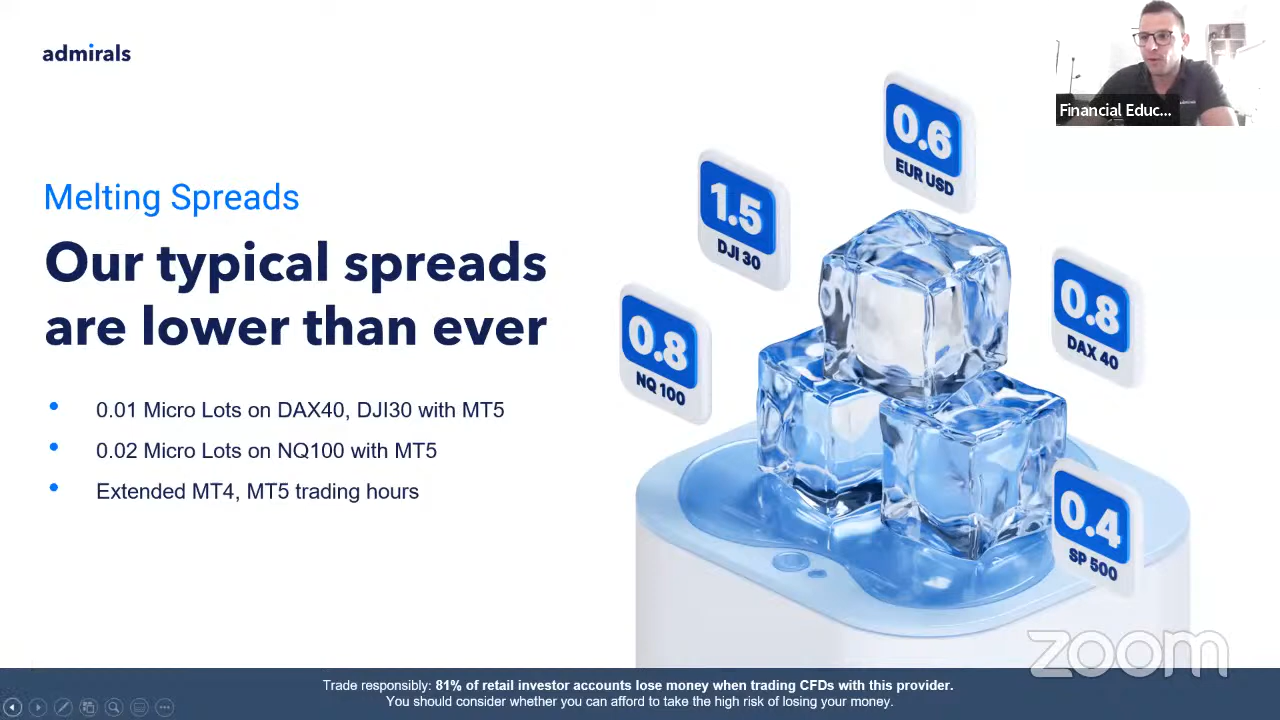 admirals
Financial Educ...
Melting Spreads
Our typical spreads
are lower than ever
0.01 Micro Lots on DAX40, DJI30 with MT5
0.02 Micro Lots on NQ100 with MT5
Extended MT4, MT5 trading hours
0.6
EUR USD
1.5
DJI 30
0.8
NQ 100
0.8
DAX 40
0.4
SP 500
zoom
Trade responsibly: 81% of retail investor accounts lose money when trading CFDs with this provider.
You should consider whether you can afford to take the high risk of losing your money.